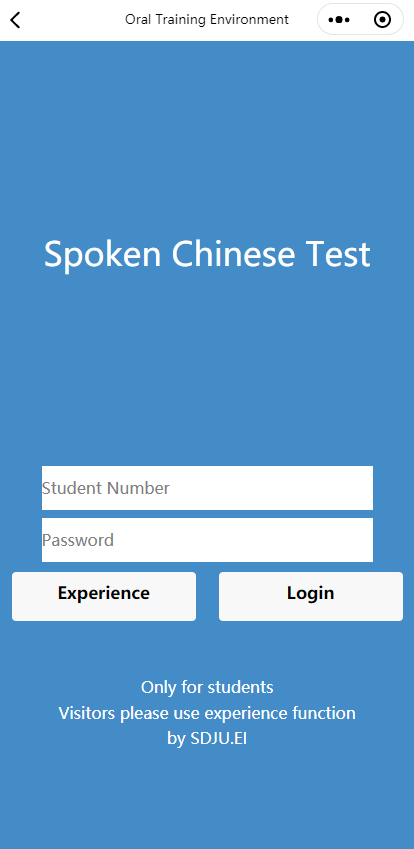 Oral Training Environment
Spoken Chinese Test
Student Number
Password
Experience
Login
Only for students
Visitors please use experience function
by SDJU.EI